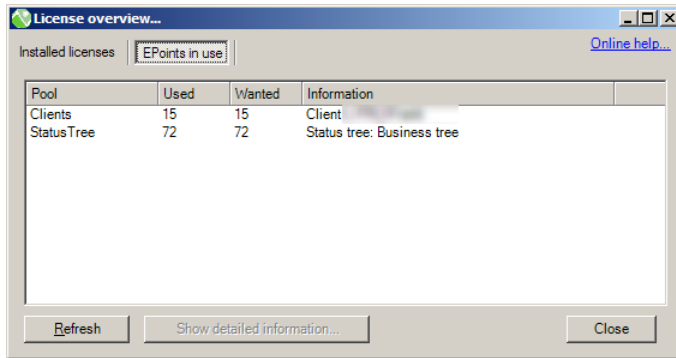 License overview...
Installed licenses EPoints in use Online help...
Pool Used Wanted Information
Clients 15 15 Client
StatusTree 72 72 Status tree: Business tree
Refresh Show detailed information... Close